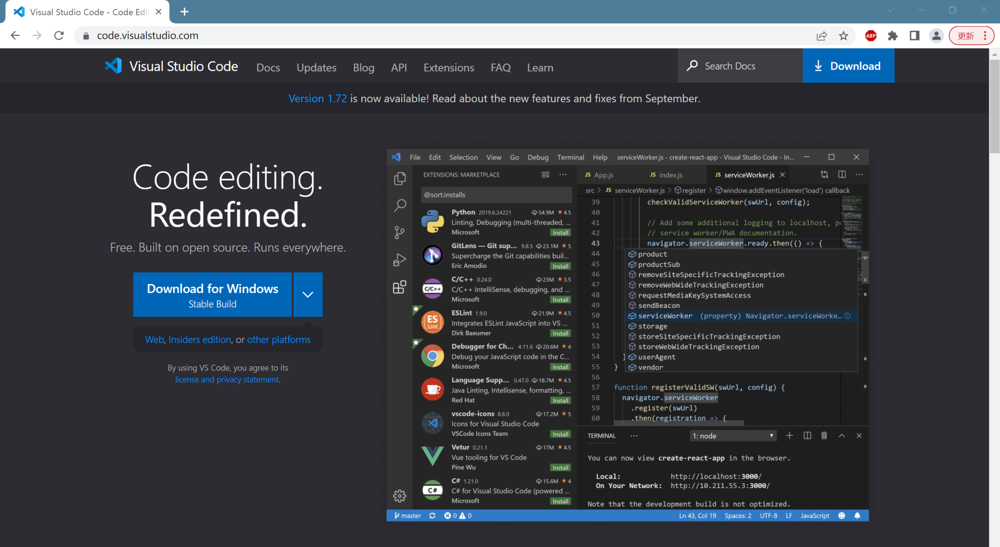 Visual Studio Code - Code Edit
code.visualstudio.com
ABP
更新
Visual Studio Code
Docs
Updates
Blog
API
Extensions
FAQ
Learn
Search Docs
Download
Version 1.72 is now available! Read about the new features and fixes from September.
Code editing.
Redefined.
Free. Built on open source. Runs everywhere.
Download for Windows
Stable Build
Web, Insiders edition, or other platforms
By using VS Code, you agree to its
license and privacy statement.
File Edit Selection View Go Debug Terminal Help serviceWorker.js - create-react-app - Visual Studio Code - In...
EXTENSIONS: MARKETPLACE
@sort:installs
Python 2019.6.24221 54.9M ★ 4.5
Linting, Debugging (multi-threaded, ...
Microsoft Install
GitLens — Git sup... 9.8.5 23.1M ★ 5
Supercharge the Git capabilities buil...
Eric Amodio Install
C/C++
C/C++ 0.24.0 23M ★ 3.5
C/C++ IntelliSense, debugging, and ...
Microsoft Install
ES
Lint
ESLint 1.9.0 21.9M ★ 4.5
Integrates ESLint JavaScript into VS ...
Dirk Baeumer Install
Debugger for Ch... 4.11.6 20.6M ★ 4
Debug your JavaScript code in the C...
Microsoft Install
Language Supp... 0.47.0 18.7M ★ 4.5
Java Linting, Intellisense, formatting, ...
Red Hat Install
vscode-icons 8.8.0 17.2M ★ 5
Icons for Visual Studio Code
VSCode Icons Team Install
Vetur 0.21.1 17M ★ 4.5
Vue tooling for VS Code
Pine Wu Install
C#
C# 1.21.0 15.6M ★ 4
C# for Visual Studio Code (powered ...
Microsoft Install
JS App.js JS index.js JS serviceWorker.js
src > JS serviceWorker.js > register > window.addEventListener('load') callback
39 checkValidServiceWorker(swUrl, config);
40
41 // Add some additional logging to localhost, p
42 // service worker/PWA documentation.
43 navigator.serviceWorker.ready.then(() => {
44 product
45 productSub
46 removeSiteSpecificTrackingException
47 removeWebWideTrackingException
48 requestMediaKeySystemAccess
49 sendBeacon
50 serviceWorker (property) Navigator.serviceWorke...
51 storage
52 storeSiteSpecificTrackingException
53 storeWebWideTrackingException
54 } userAgent
55 } vendor
56
57 function registerValidSW(swUrl, config) {
58 navigator.serviceWorker
59 .register(swUrl)
60 .then(registration => {
TERMINAL ... 1: node
You can now view create-react-app in the browser.
Local: http://localhost:3000/
On Your Network: http://10.211.55.3:3000/
Note that the development build is not optimized.
master 0 0 Ln 43, Col 19 Spaces: 2 UTF-8 LF JavaScript